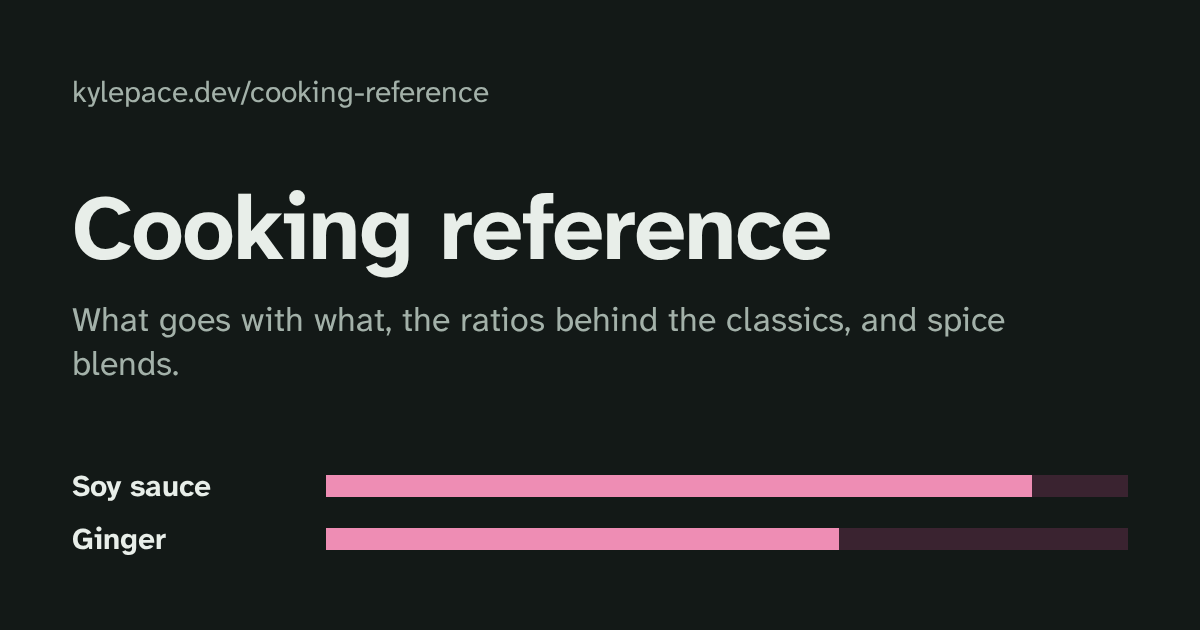 kylepace.dev/cooking-reference
Cooking reference
What goes with what, the ratios behind the classics, and spice
blends.
Soy sauce
Ginger